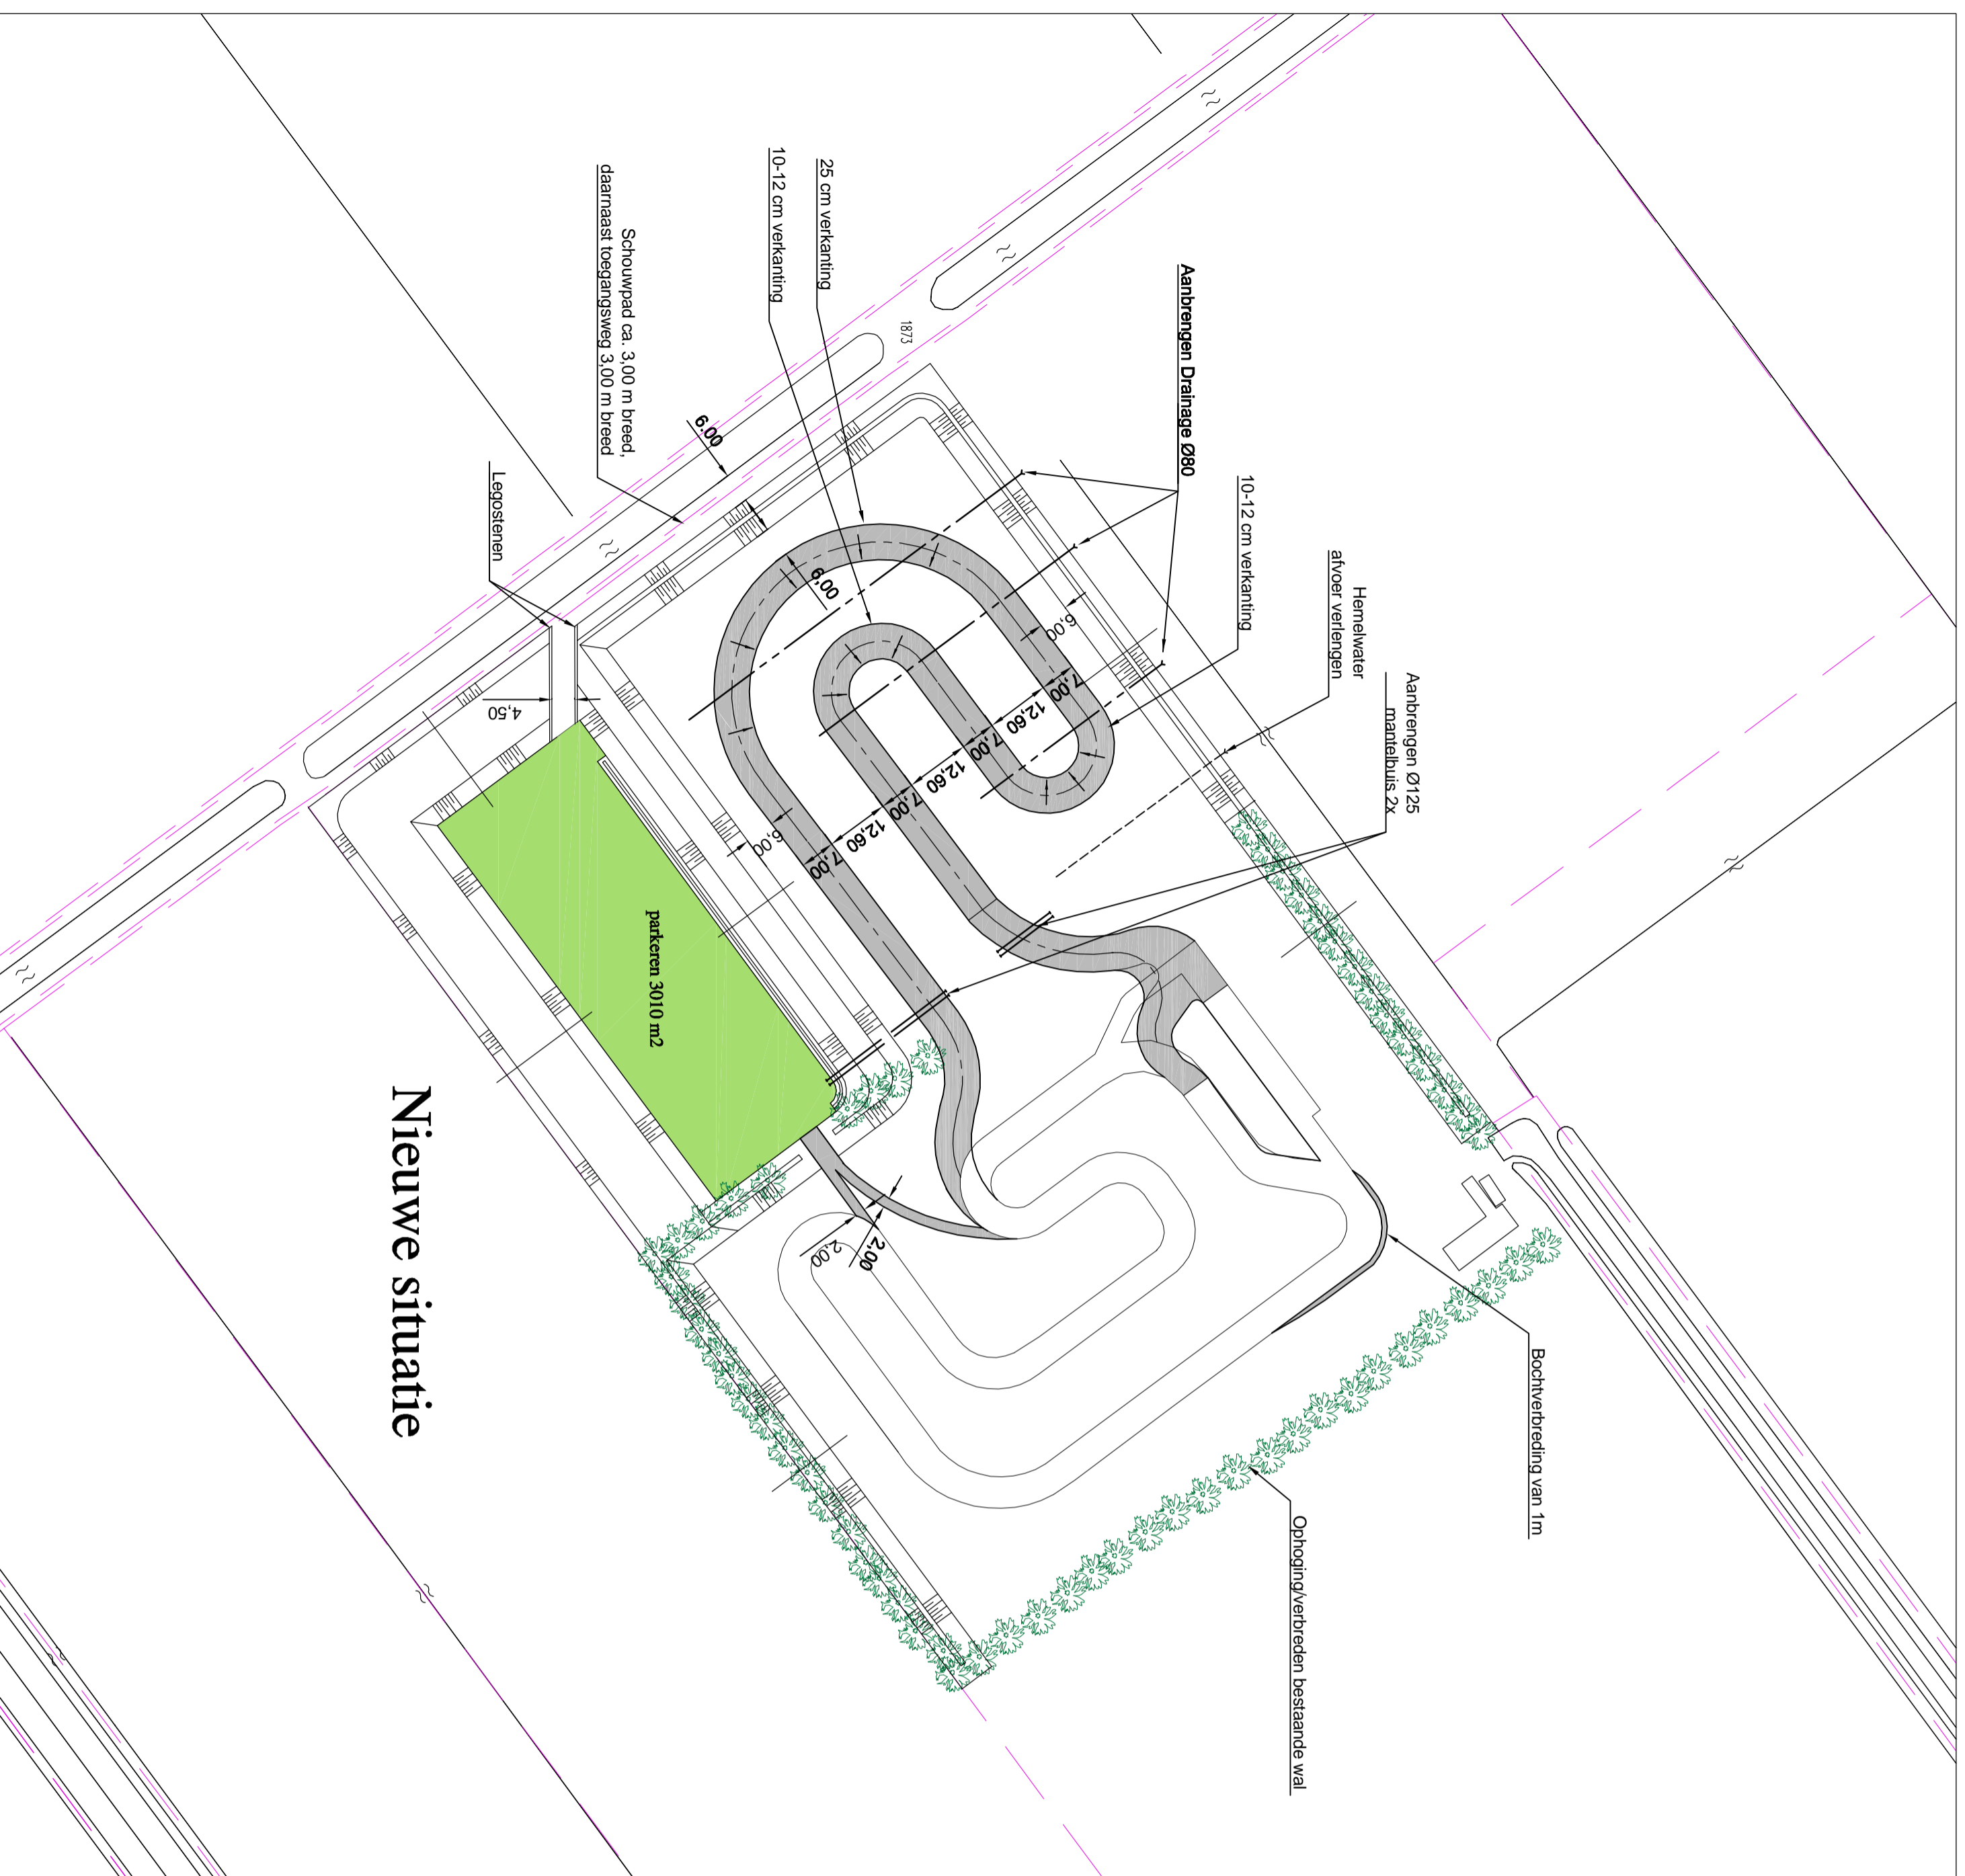 Bochtverbreding van 1m
Aanbrengen Ø125
mantelbuis 2x
Hemelwater
afvoer verlengen
Ophoging/verbreden bestaande wal
10-12 cm verkanting
Aanbrengen Drainage Ø80
1873
25 cm verkanting
10-12 cm verkanting
Schouwpad ca. 3,00 m breed,
daarnaast toegangsweg 3,00 m breed
Legostenen
6,00
6,00
6,00
7,00
12,60
7,00
12,60
7,00
12,60
7,00
6,00
4,50
2,00
2,00
parkeren 3010 m2
Nieuwe situatie